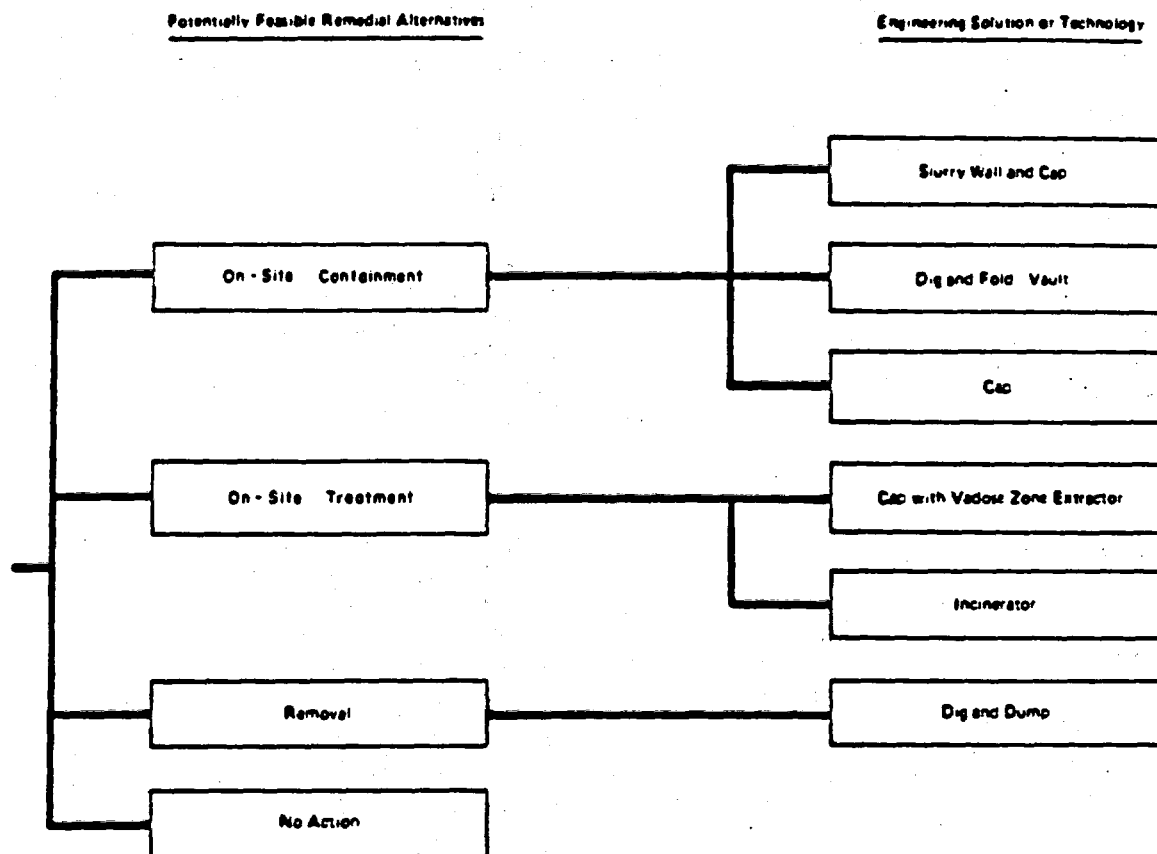 Potentially Feasible Remedial Alternatives
Engineering Solution or Technology
Slurry Wall and Cap
On-Site Containment
Dig and Fold Vault
Cap
On-Site Treatment
Cap with Vadose Zone Extractor
Incinerator
Removal
Dig and Dump
No Action